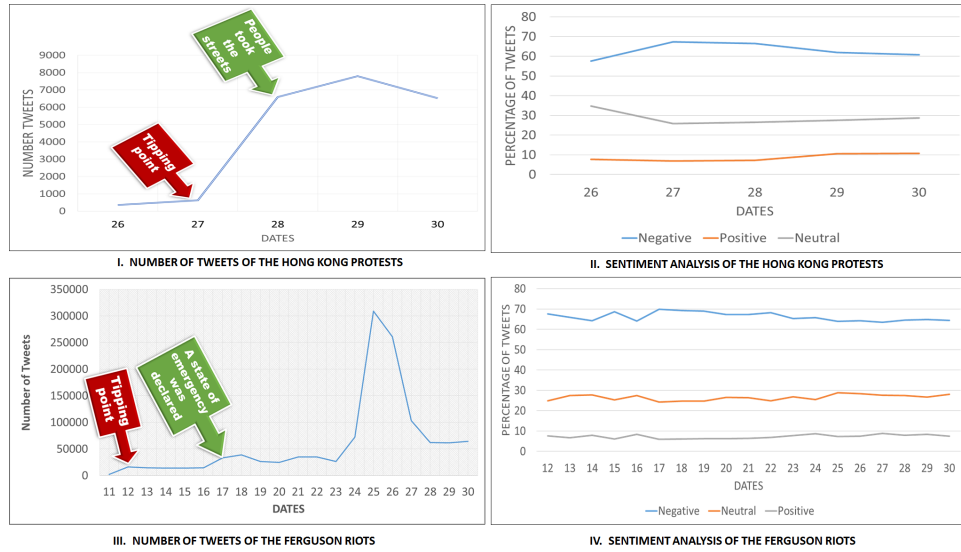 9000
8000
7000
6000
5000
4000
3000
2000
1000
0
NUMBER TWEETS
Tipping
point
People
took
the
streets
26 27 28 29 30
DATES
I. NUMBER OF TWEETS OF THE HONG KONG PROTESTS
80
70
60
50
40
30
20
10
0
PERCENTAGE OF TWEETS
26 27 28 29 30
DATES
Negative Positive Neutral
II. SENTIMENT ANALYSIS OF THE HONG KONG PROTESTS
350000
300000
250000
200000
150000
100000
50000
0
Number of Tweets
Tipping
point
A state of
emergency
was
declared
11 12 13 14 15 16 17 18 19 20 21 22 23 24 25 26 27 28 29 30
DATES
III. NUMBER OF TWEETS OF THE FERGUSON RIOTS
80
70
60
50
40
30
20
10
0
PERCENTAGE OF TWEETS
12 13 14 15 16 17 18 19 20 21 22 23 24 25 26 27 28 29 30
DATES
Negative Neutral Positive
IV. SENTIMENT ANALYSIS OF THE FERGUSON RIOTS